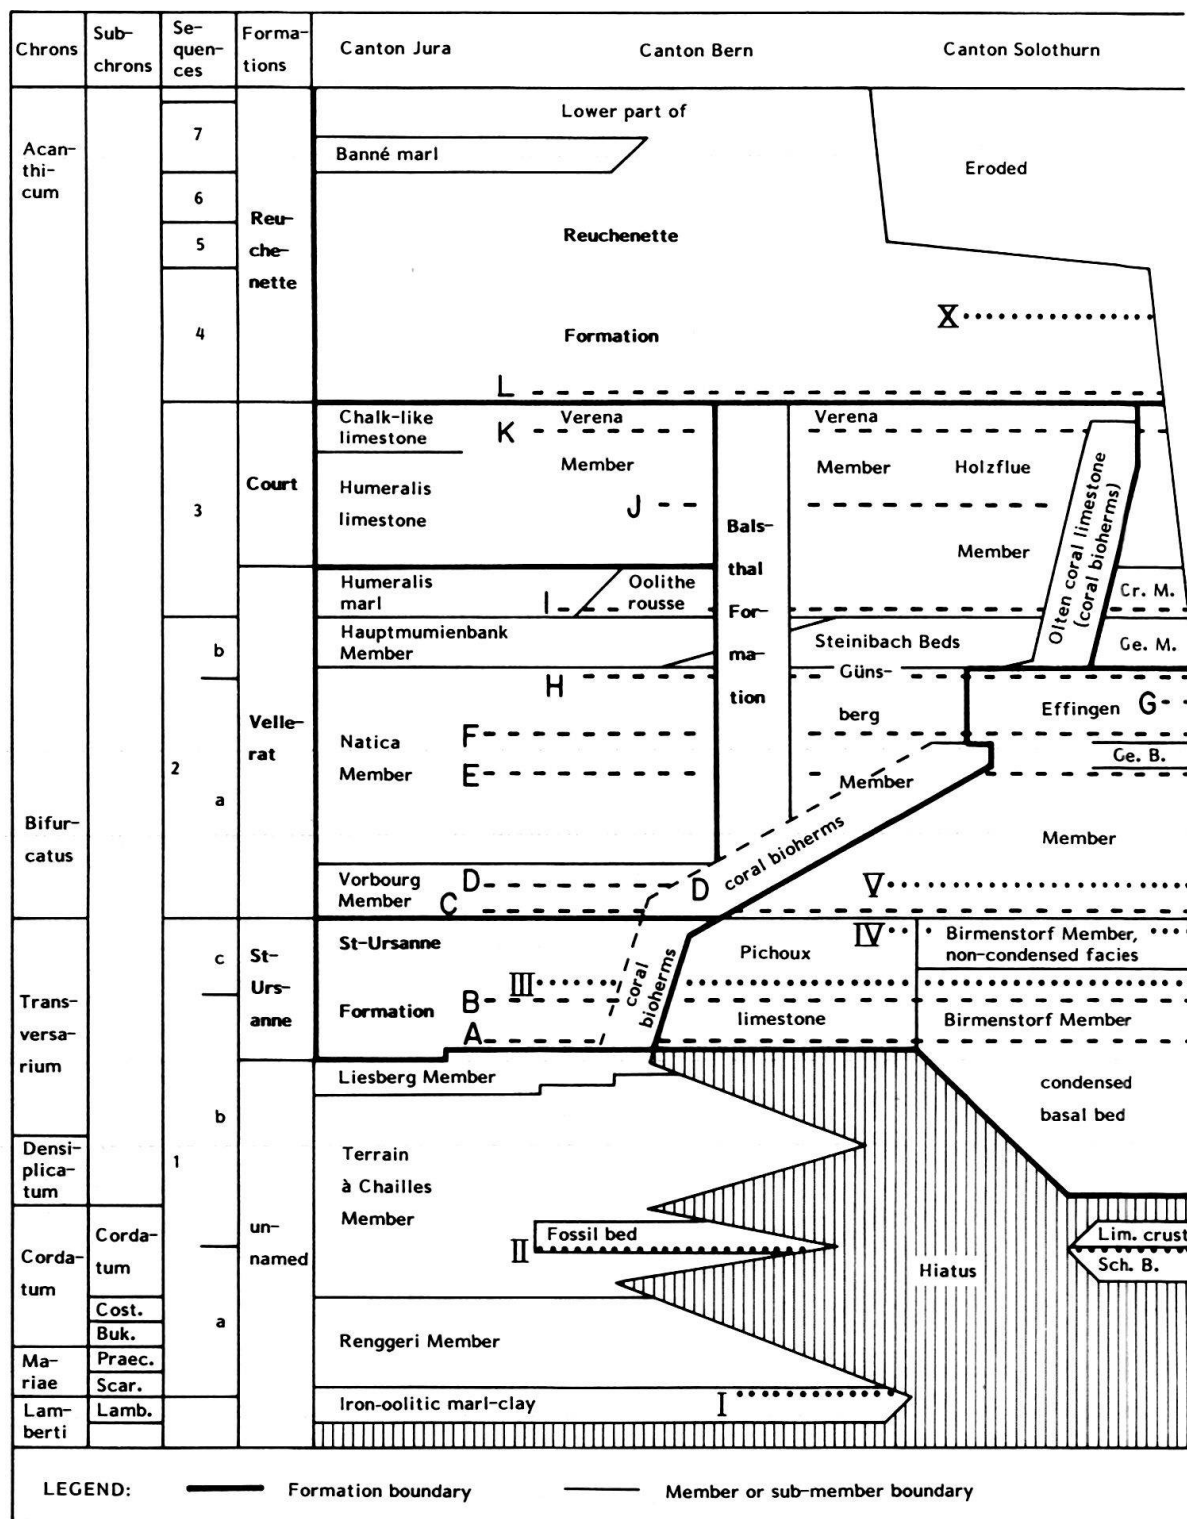 Chrons
Sub-
chrons
Se-
quen-
ces
Forma-
tions
Canton Jura
Canton Bern
Canton Solothurn
Acan-
thi-
cum
Bifur-
catus
Trans-
versa-
rium
Densi-
plica-
tum
Corda-
tum
Ma-
riae
Lam-
berti
Corda-
tum
Cost.
Buk.
Praec.
Scar.
Lamb.
7
6
5
4
3
b
2
a
c
b
1
a
Reu-
che-
nette
Court
Velle-
rat
St-
Urs-
anne
un-
named
Lower part of
Banné marl
Eroded
Reuchenette
X
Formation
L
Chalk-like
limestone
K
Verena
Member
Humeralis
limestone
J
Bals-
thal
For-
ma-
tion
Verena
Member
Holzflue
Member
Olten coral limestone
(coral bioherms)
Humeralis
marl
I
Oolithe
rousse
Cr. M.
Hauptmumienbank
Member
Steinibach Beds
Ge. M.
H
Güns-
berg
Member
Effingen
G
Natica
Member
F
E
Ge. B.
Member
coral bioherms
D
Vorbourg
Member
D
C
V
St-Ursanne
Formation
III
B
A
coral
bioherms
Pichoux
limestone
IV
Birmenstorf Member,
non-condensed facies
Birmenstorf Member
condensed
basal bed
Liesberg Member
Terrain
à Chailles
Member
Fossil bed
II
Lim. crust
Sch. B.
Hiatus
Renggeri Member
Iron-oolitic marl-clay
I
LEGEND:
Formation boundary
Member or sub-member boundary